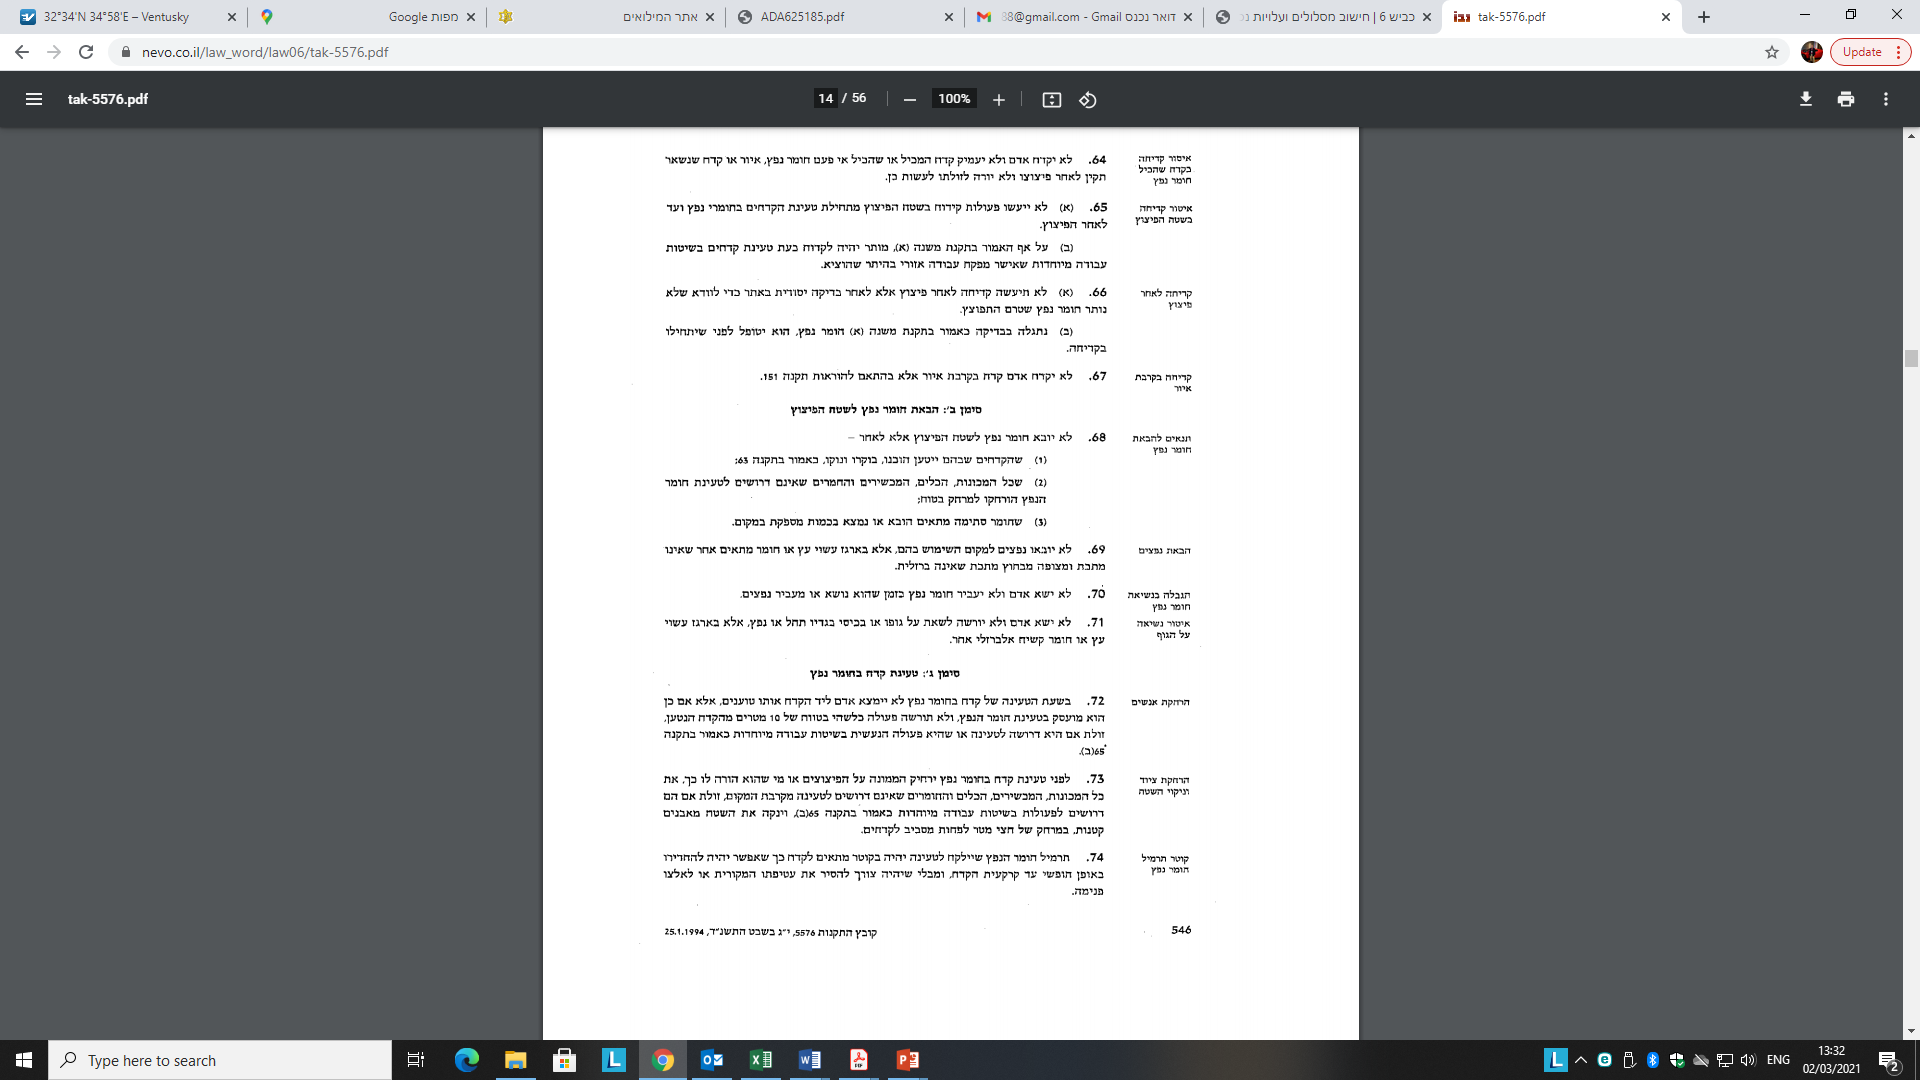 32°34'N 34°58'E – Ventusky
מפות Google
אתר המילואים
ADA625185.pdf
דואר נכנס - 88@gmail.com - Gmail
כביש 6 | חישוב מסלולים ועלויות נס
tak-5576.pdf
nevo.co.il/law_word/law06/tak-5576.pdf
Update
tak-5576.pdf
14 / 56
100%
איסור קדיחה
בקדח שהכיל
חומר נפץ
64. לא יקדח אדם ולא יעמיק קדח המכיל או שהכיל אי פעם חומר נפץ, איור או קדח שנשאר
תקין לאחר פיצוצו ולא יורה לזולתו לעשות כן.
איסור קדיחה
בשטח הפיצוץ
65. (א) לא ייעשו פעולות קידוח בשטח הפיצוץ מתחילת טעינת הקדחים בחומרי נפץ ועד
לאחר הפיצוץ.
(ב) על אף האמור בתקנת משנה (א), מותר יהיה לקדוח בעת טעינת קדחים בשיטות
עבודה מיוחדות שאישר מפקח עבודה אזורי בהיתר שהוציא.
קדיחה לאחר
פיצוץ
66. (א) לא תיעשה קדיחה לאחר פיצוץ אלא לאחר בדיקה יסודית באתר כדי לוודא שלא
נותר חומר נפץ שטרם התפוצץ.
(ב) נתגלה בבדיקה כאמור בתקנת משנה (א) חומר נפץ, הוא יטופל לפני שיתחילו
בקדיחה.
קדיחה בקרבת
איור
67. לא יקדח אדם קדח בקרבת איור אלא בהתאם להוראות תקנה 151.
סימן ב': הבאת חומר נפץ לשטח הפיצוץ
תנאים להבאת
חומר נפץ
68. לא יובא חומר נפץ לשטח הפיצוץ אלא לאחר –
(1) שהקדחים שבהם ייטען הוכנו, בוקרו ונוקו, כאמור בתקנה 63;
(2) שכל המכונות, הכלים, המכשירים והחמרים שאינם דרושים לטעינת חומר
הנפץ הורחקו למרחק בטוח;
(3) שחומר סתימה מתאים הובא או נמצא בכמות מספקת במקום.
הבאת נפצים
69. לא יובאו נפצים למקום השימוש בהם, אלא בארגז עשוי עץ או חומר מתאים אחר שאינו
מתכת ומצופה מבחוץ מתכת שאינה ברזלית.
הגבלה בנשיאת
חומר נפץ
70. לא ישא אדם ולא יעביר חומר נפץ בזמן שהוא נושא או מעביר נפצים.
איסור נשיאה
על הגוף
71. לא ישא אדם ולא יורשה לשאת על גופו או בכיסי בגדיו תחל או נפץ, אלא בארגז עשוי
עץ או חומר קשיח אלברזלי אחר.
סימן ג': טעינת קדח בחומר נפץ
הרחקת אנשים
72. בשעת הטעינה של קדח בחומר נפץ לא יימצא אדם ליד הקדח אותו טוענים, אלא אם כן
הוא מועסק בטעינת חומר הנפץ, ולא תורשה פעולה כלשהי בטווח של 10 מטרים מהקדח הנטען,
זולת אם היא דרושה לטעינה או שהיא פעולה הנעשית בשיטות עבודה מיוחדות כאמור בתקנה
65(ב).
הרחקת ציוד
וניקוי השטח
73. לפני טעינת קדח בחומר נפץ ירחיק הממונה על הפיצוצים או מי שהוא הורה לו כך, את
כל המכונות, המכשירים, הכלים והחומרים שאינם דרושים לטעינה מקרבת המקום, זולת אם הם
דרושים לפעולות בשיטות עבודה מיוחדות כאמור בתקנה 65(ב), וינקה את השטח מאבנים
קטנות, במרחק של חצי מטר לפחות מסביב לקדחים.
קוטר תרמיל
חומר נפץ
74. תרמיל חומר הנפץ שיילקח לטעינה יהיה בקוטר מתאים לקדח כך שאפשר יהיה להחדירו
באופן חופשי עד קרקעית הקדח, ומבלי שיהיה צורך להסיר את עטיפתו המקורית או לאלצו
פנימה.
546
קובץ התקנות 5576, י"ג בשבט התשנ"ד, 25.1.1994
Type here to search
ENG
13:32
02/03/2021
2